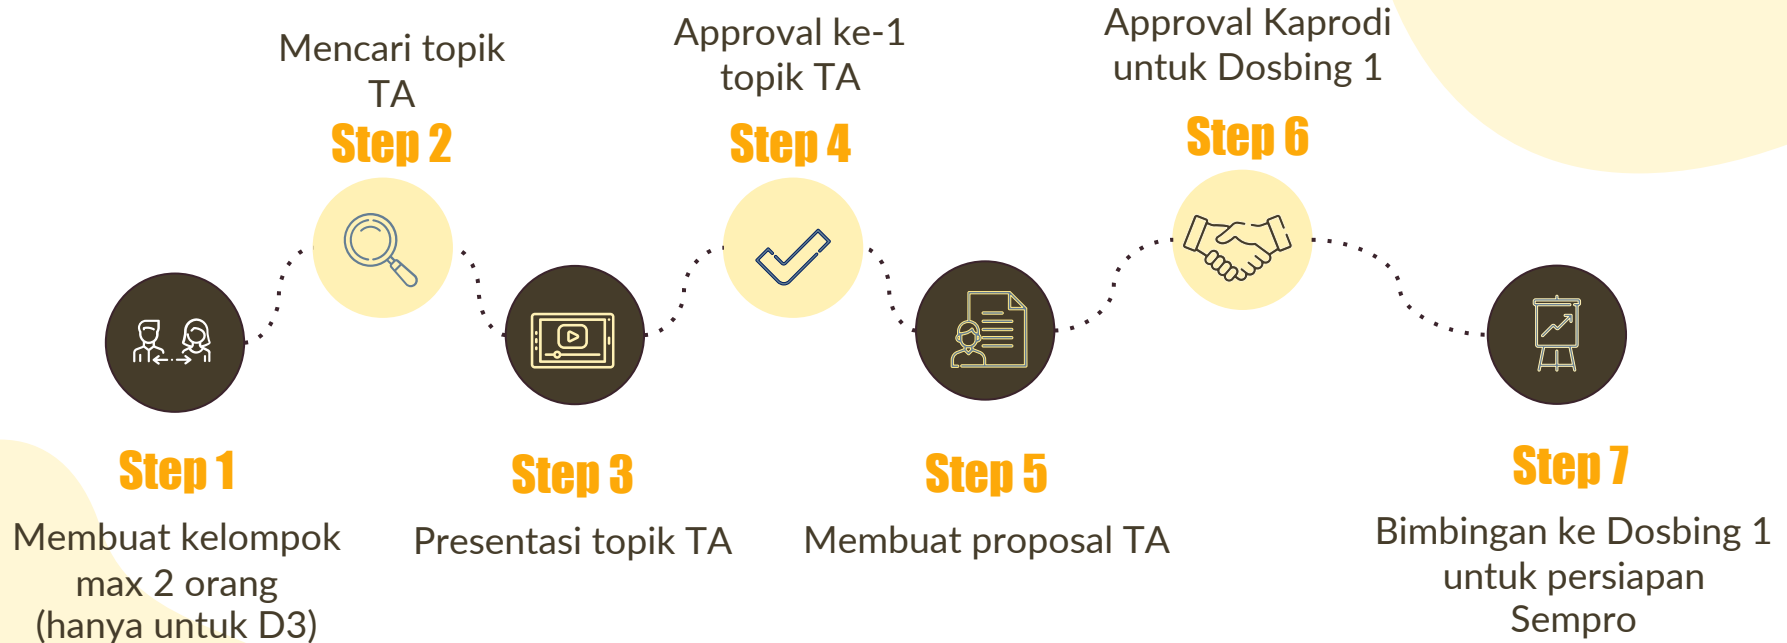 Step 1
Membuat kelompok
max 2 orang
(hanya untuk D3)
Mencari topik
TA
Step 2
Step 3
Presentasi topik TA
Approval ke-1
topik TA
Step 4
Step 5
Membuat proposal TA
Approval Kaprodi
untuk Dosbing 1
Step 6
Step 7
Bimbingan ke Dosbing 1
untuk persiapan
Sempro